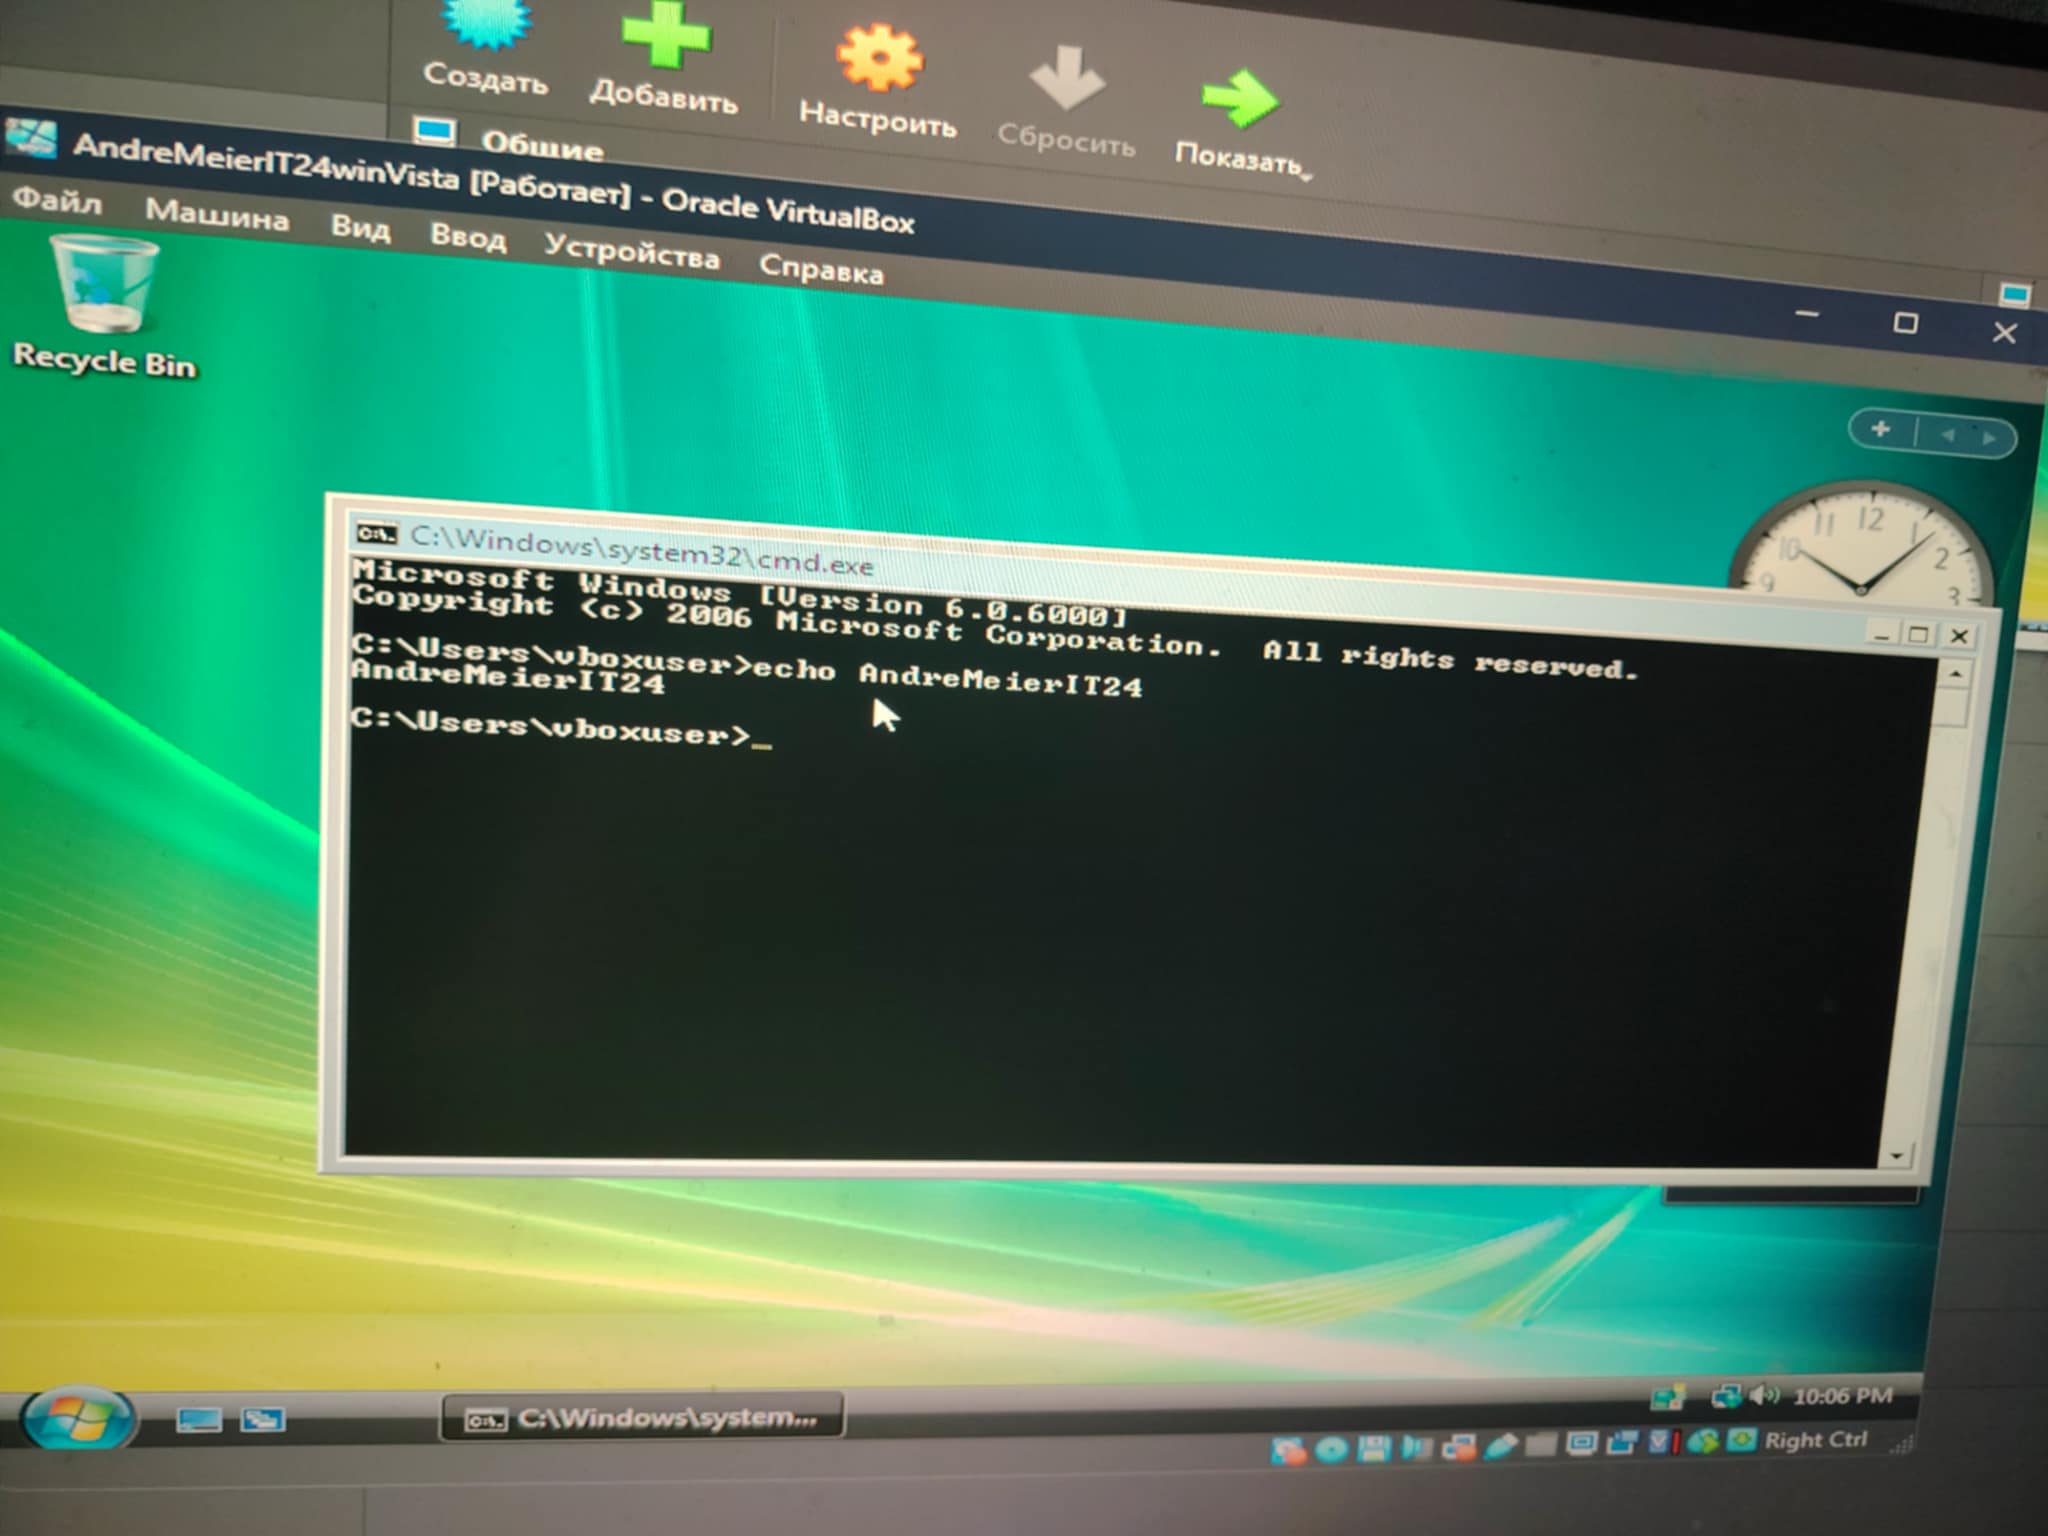 Создать
Добавить
Настроить
Сбросить
Показать
Общие
AndreMeierIT24winVista [Работает] - Oracle VirtualBox
Файл Машина Вид Ввод Устройства Справка
Recycle Bin
11 12 1
10 2
9 3
C:\Windows\system32\cmd.exe
Microsoft Windows [Version 6.0.6000]
Copyright (c) 2006 Microsoft Corporation. All rights reserved.
C:\Users\vboxuser>echo AndreMeierIT24
AndreMeierIT24
C:\Users\vboxuser>_
C:\Windows\system...
10:06 PM
Right Ctrl